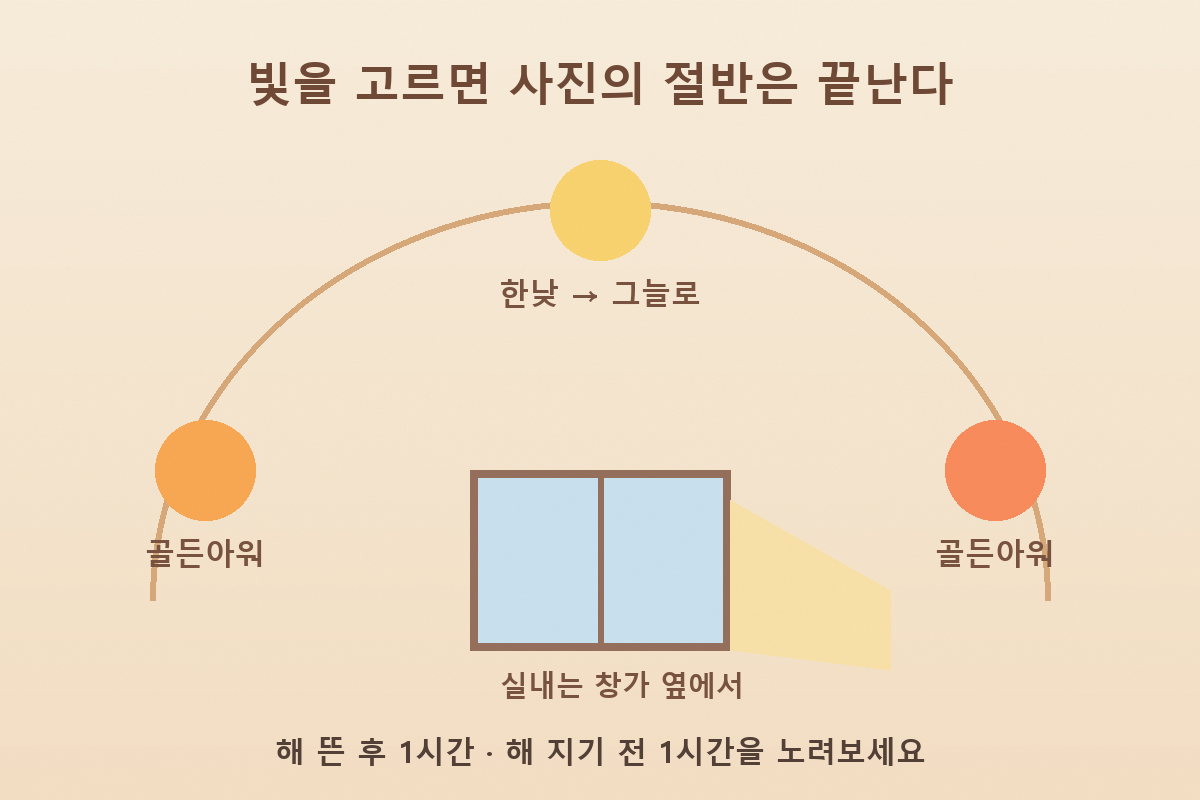 빛을 고르면 사진의 절반은 끝난다
한낮 → 그늘로
골든아워
골든아워
실내는 창가 옆에서
해 뜬 후 1시간 · 해 지기 전 1시간을 노려보세요